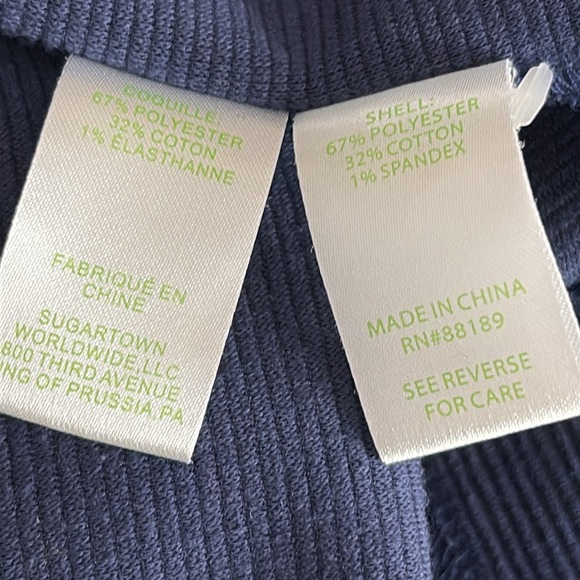 COQUILLE
67% POLYESTER
32% COTON
1% ÉLASTHANNE
FABRIQUÉ EN
CHINE
SUGARTOWN
WORLDWIDE,LLC
800 THIRD AVENUE
ING OF PRUSSIA,PA
SHELL:
67% POLYESTER
32% COTTON
1% SPANDEX
MADE IN CHINA
RN#88189
SEE REVERSE
FOR CARE